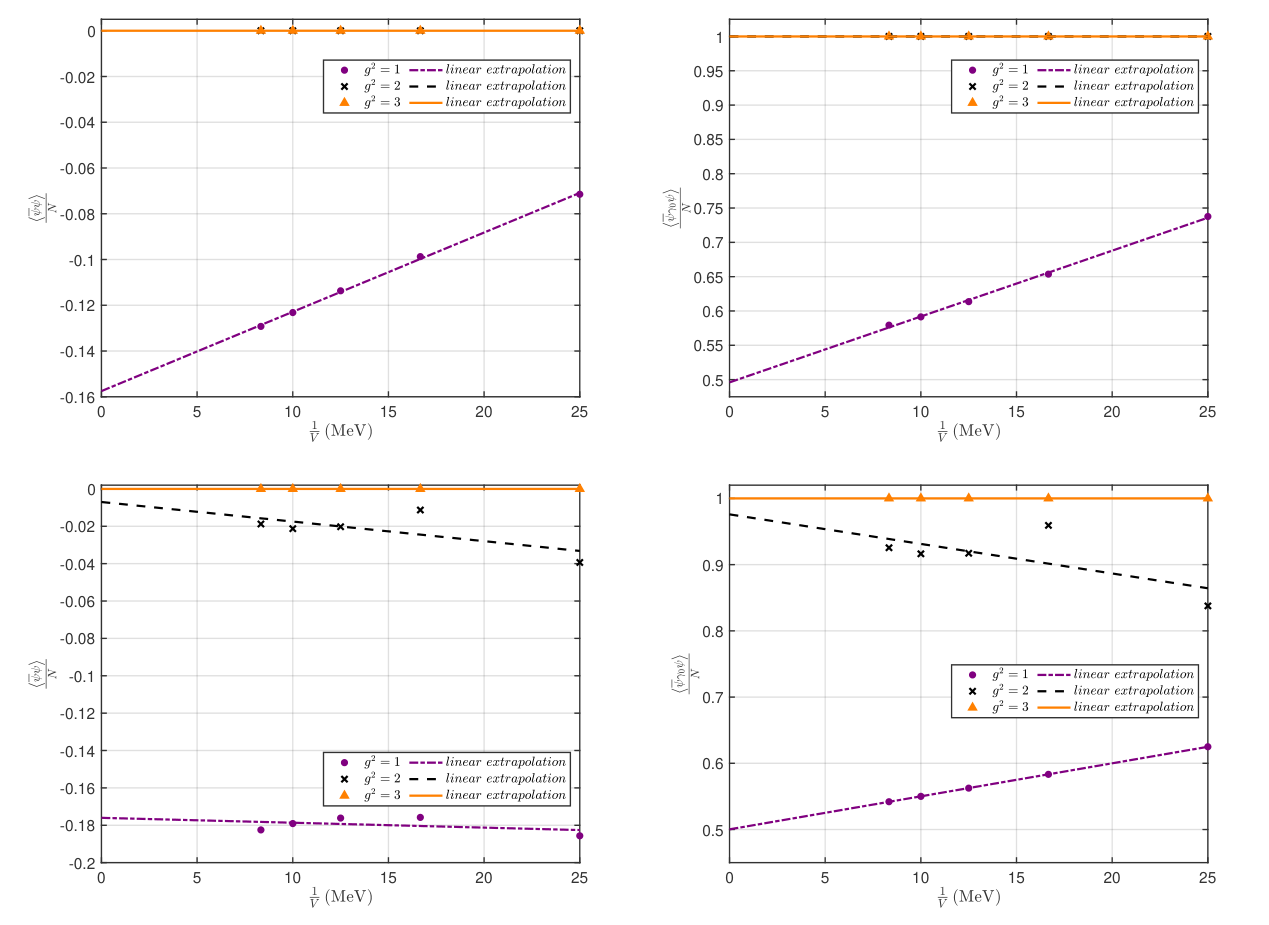 0
-0.02
-0.04
-0.06
-0.08
-0.1
-0.12
-0.14
-0.16
0 5 10 15 20 25
⟨ψ̅ψ⟩/N
1/V (MeV)
g² = 1 linear extrapolation
g² = 2 linear extrapolation
g² = 3 linear extrapolation
1
0.95
0.9
0.85
0.8
0.75
0.7
0.65
0.6
0.55
0.5
0 5 10 15 20 25
⟨ψ̅γ₀ψ⟩/N
1/V (MeV)
g² = 1 linear extrapolation
g² = 2 linear extrapolation
g² = 3 linear extrapolation
0
-0.02
-0.04
-0.06
-0.08
-0.1
-0.12
-0.14
-0.16
-0.18
-0.2
0 5 10 15 20 25
⟨ψ̅ψ⟩/N
1/V (MeV)
g² = 1 linear extrapolation
g² = 2 linear extrapolation
g² = 3 linear extrapolation
1
0.9
0.8
0.7
0.6
0.5
0 5 10 15 20 25
⟨ψ̅γ₀ψ⟩/N
1/V (MeV)
g² = 1 linear extrapolation
g² = 2 linear extrapolation
g² = 3 linear extrapolation